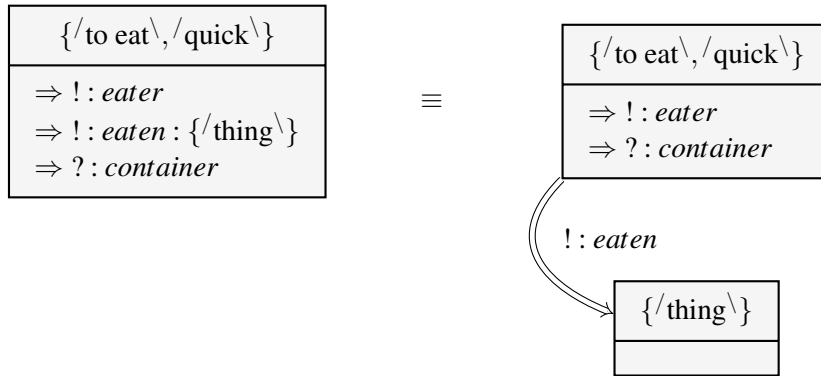 {/to eat\, /quick\}
⇒ ! : eater
⇒ ! : eaten : {/thing\}
⇒ ? : container
≡
{/to eat\, /quick\}
⇒ ! : eater
⇒ ? : container
! : eaten
{/thing\}